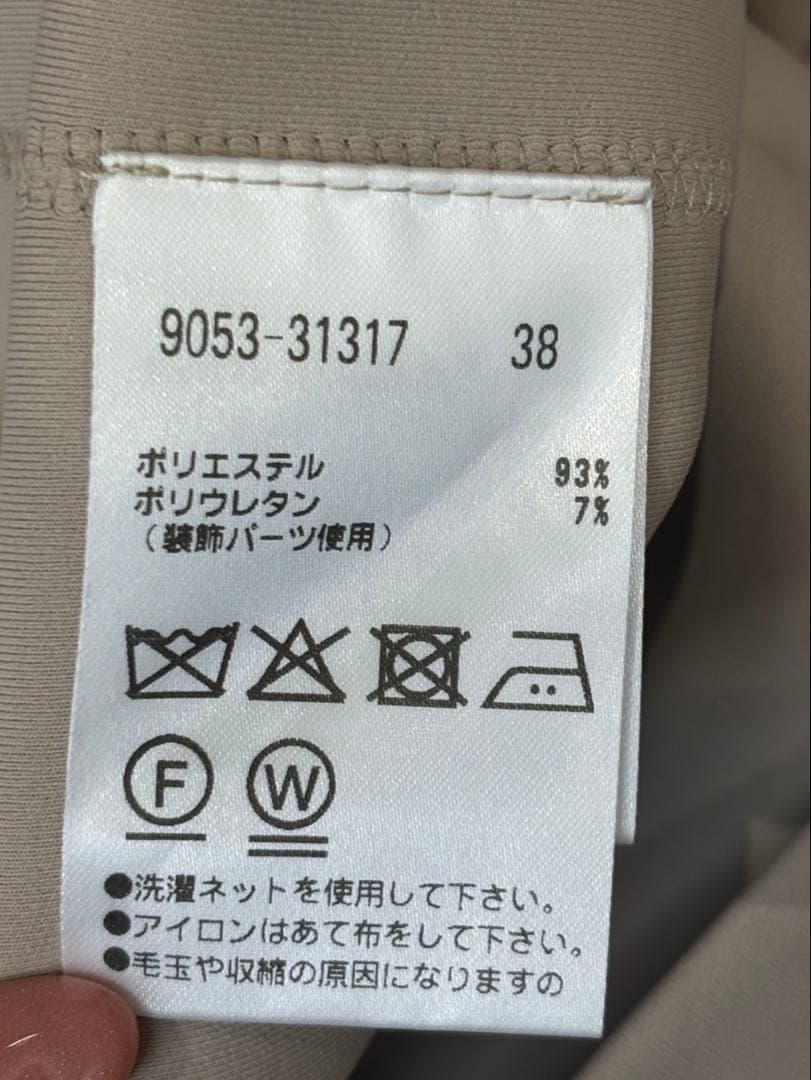 9053-31317 38
ポリエステル 93%
ポリウレタン 7%
(装飾パーツ使用)
F W
●洗濯ネットを使用して下さい。
●アイロンはあて布をして下さい。
●毛玉や収縮の原因になりますの